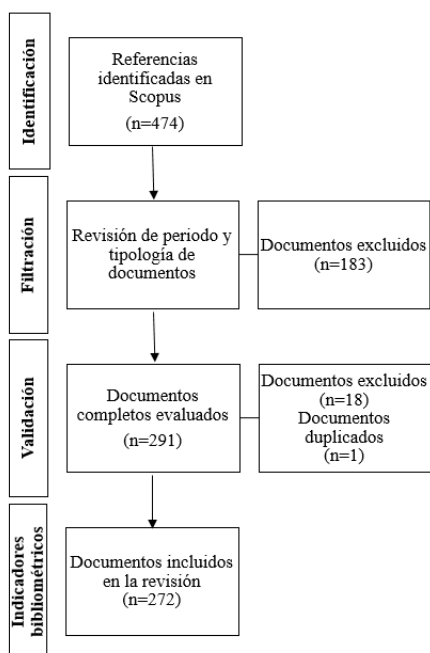 Identificación
Referencias
identificadas en
Scopus
(n=474)
Filtración
Revisión de periodo y
tipología de
documentos
Documentos excluidos
(n=183)
Validación
Documentos
completos evaluados
(n=291)
Documentos excluidos
(n=18)
Documentos
duplicados
(n=1)
Indicadores
bibliométricos
Documentos incluidos
en la revisión
(n=272)